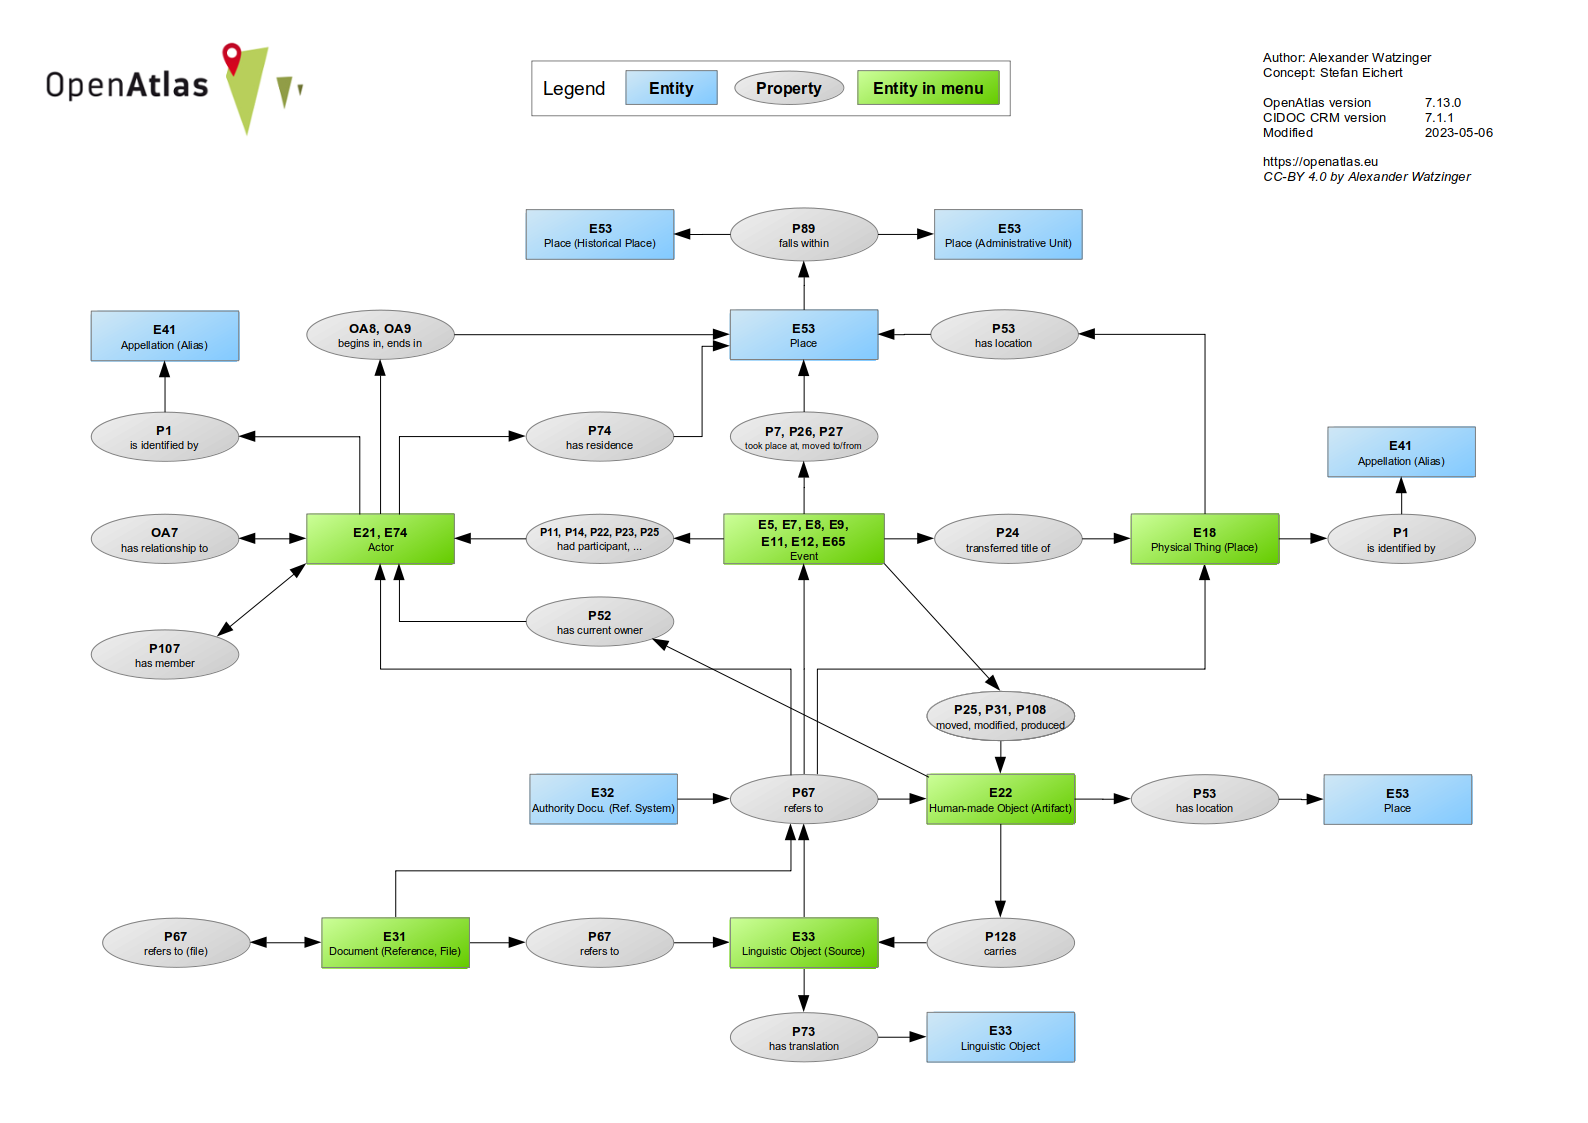 OpenAtlas
Legend
Entity
Property
Entity in menu
Author: Alexander Watzinger
Concept: Stefan Eichert
OpenAtlas version 7.13.0
CIDOC CRM version 7.1.1
Modified 2023-05-06
https://openatlas.eu
CC-BY 4.0 by Alexander Watzinger
E53
Place (Historical Place)
P89
falls within
E53
Place (Administrative Unit)
E41
Appellation (Alias)
OA8, OA9
begins in, ends in
E53
Place
P53
has location
P1
is identified by
P74
has residence
P7, P26, P27
took place at, moved to/from
E41
Appellation (Alias)
OA7
has relationship to
E21, E74
Actor
P11, P14, P22, P23, P25
had participant, ...
E5, E7, E8, E9,
E11, E12, E65
Event
P24
transferred title of
E18
Physical Thing (Place)
P1
is identified by
P107
has member
P52
has current owner
P25, P31, P108
moved, modified, produced
E32
Authority Docu. (Ref. System)
P67
refers to
E22
Human-made Object (Artifact)
P53
has location
E53
Place
P67
refers to (file)
E31
Document (Reference, File)
P67
refers to
E33
Linguistic Object (Source)
P128
carries
P73
has translation
E33
Linguistic Object